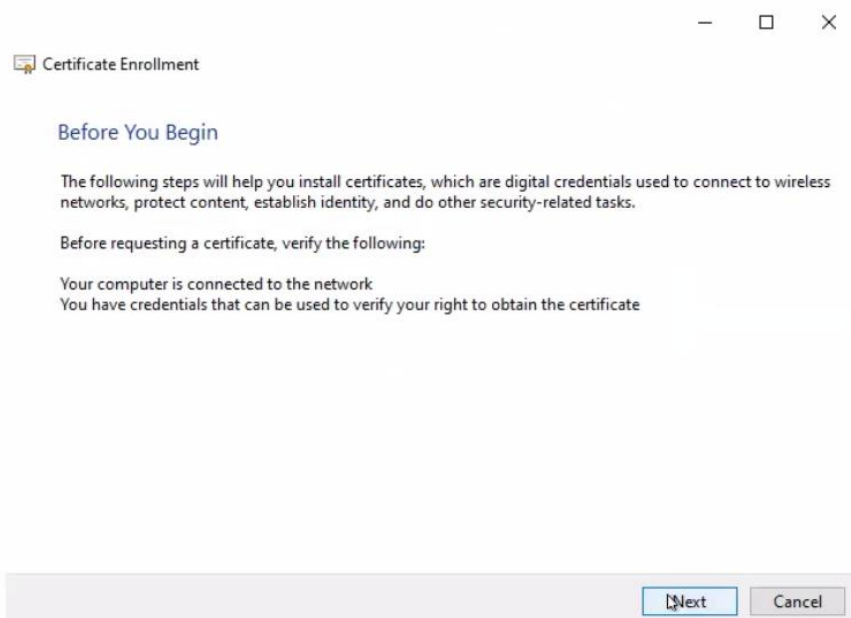 Certificate Enrollment
Before You Begin
The following steps will help you install certificates, which are digital credentials used to connect to wireless
networks, protect content, establish identity, and do other security-related tasks.
Before requesting a certificate, verify the following:
Your computer is connected to the network
You have credentials that can be used to verify your right to obtain the certificate
Next
Cancel